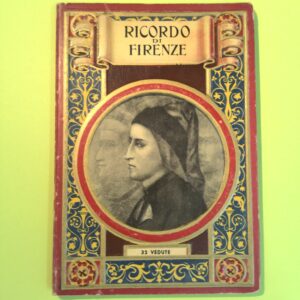 RICORDO
DI
FIRENZE
32 VEDUTE